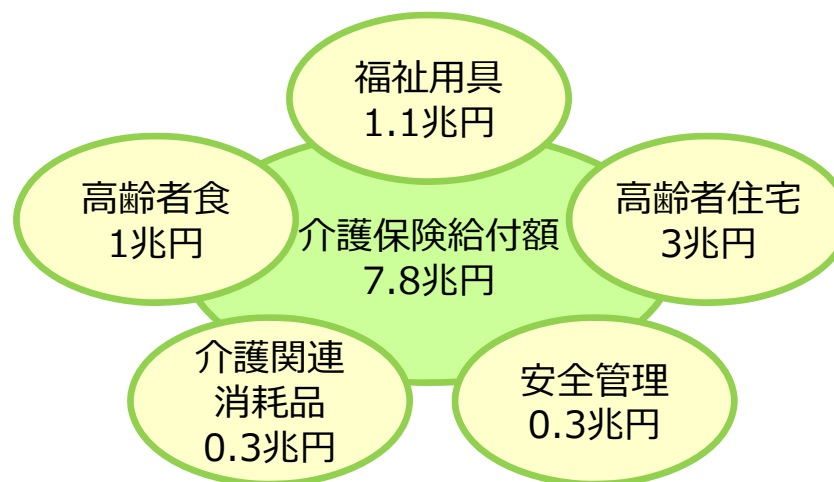 福祉用具
1.1兆円
高齢者食
1兆円
介護保険給付額
7.8兆円
高齢者住宅
3兆円
介護関連
消耗品
0.3兆円
安全管理
0.3兆円